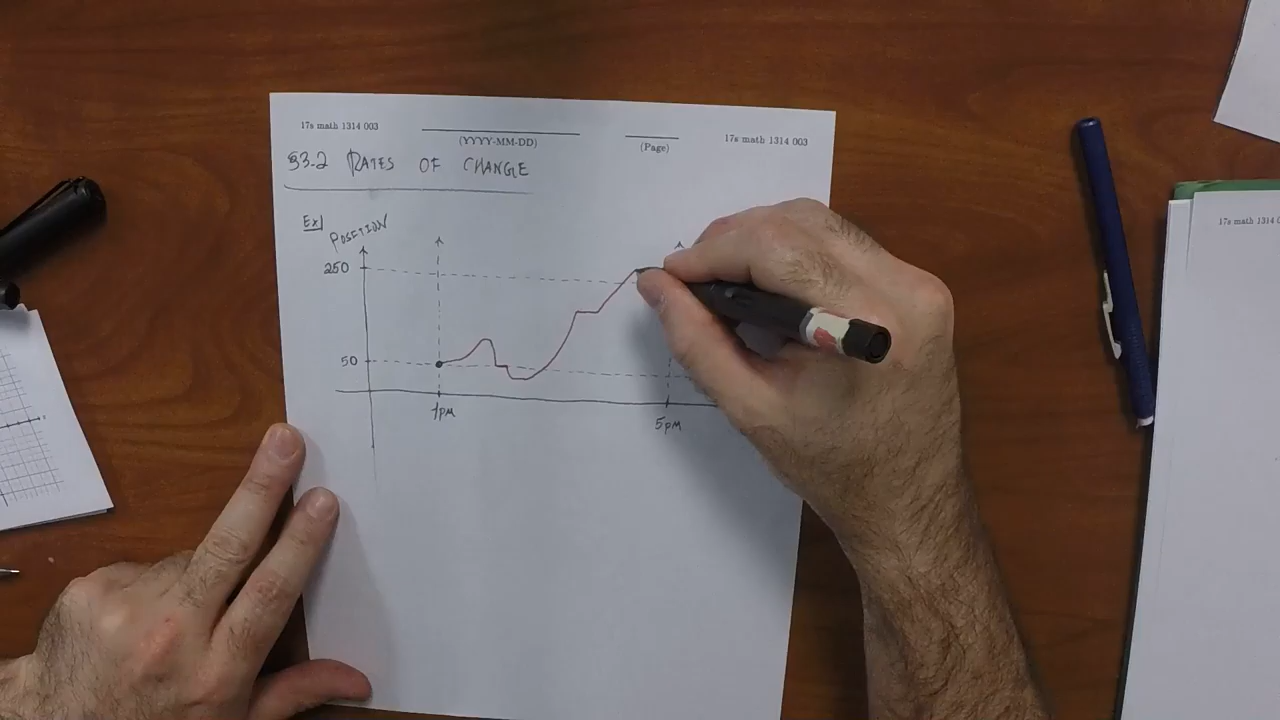 17s math 1314 003 (YYYY-MM-DD) (Page) 17s math 1314 003
§3.2 RATES OF CHANGE
Ex)
POSITION
250
50
1PM
5PM
17s math 1314